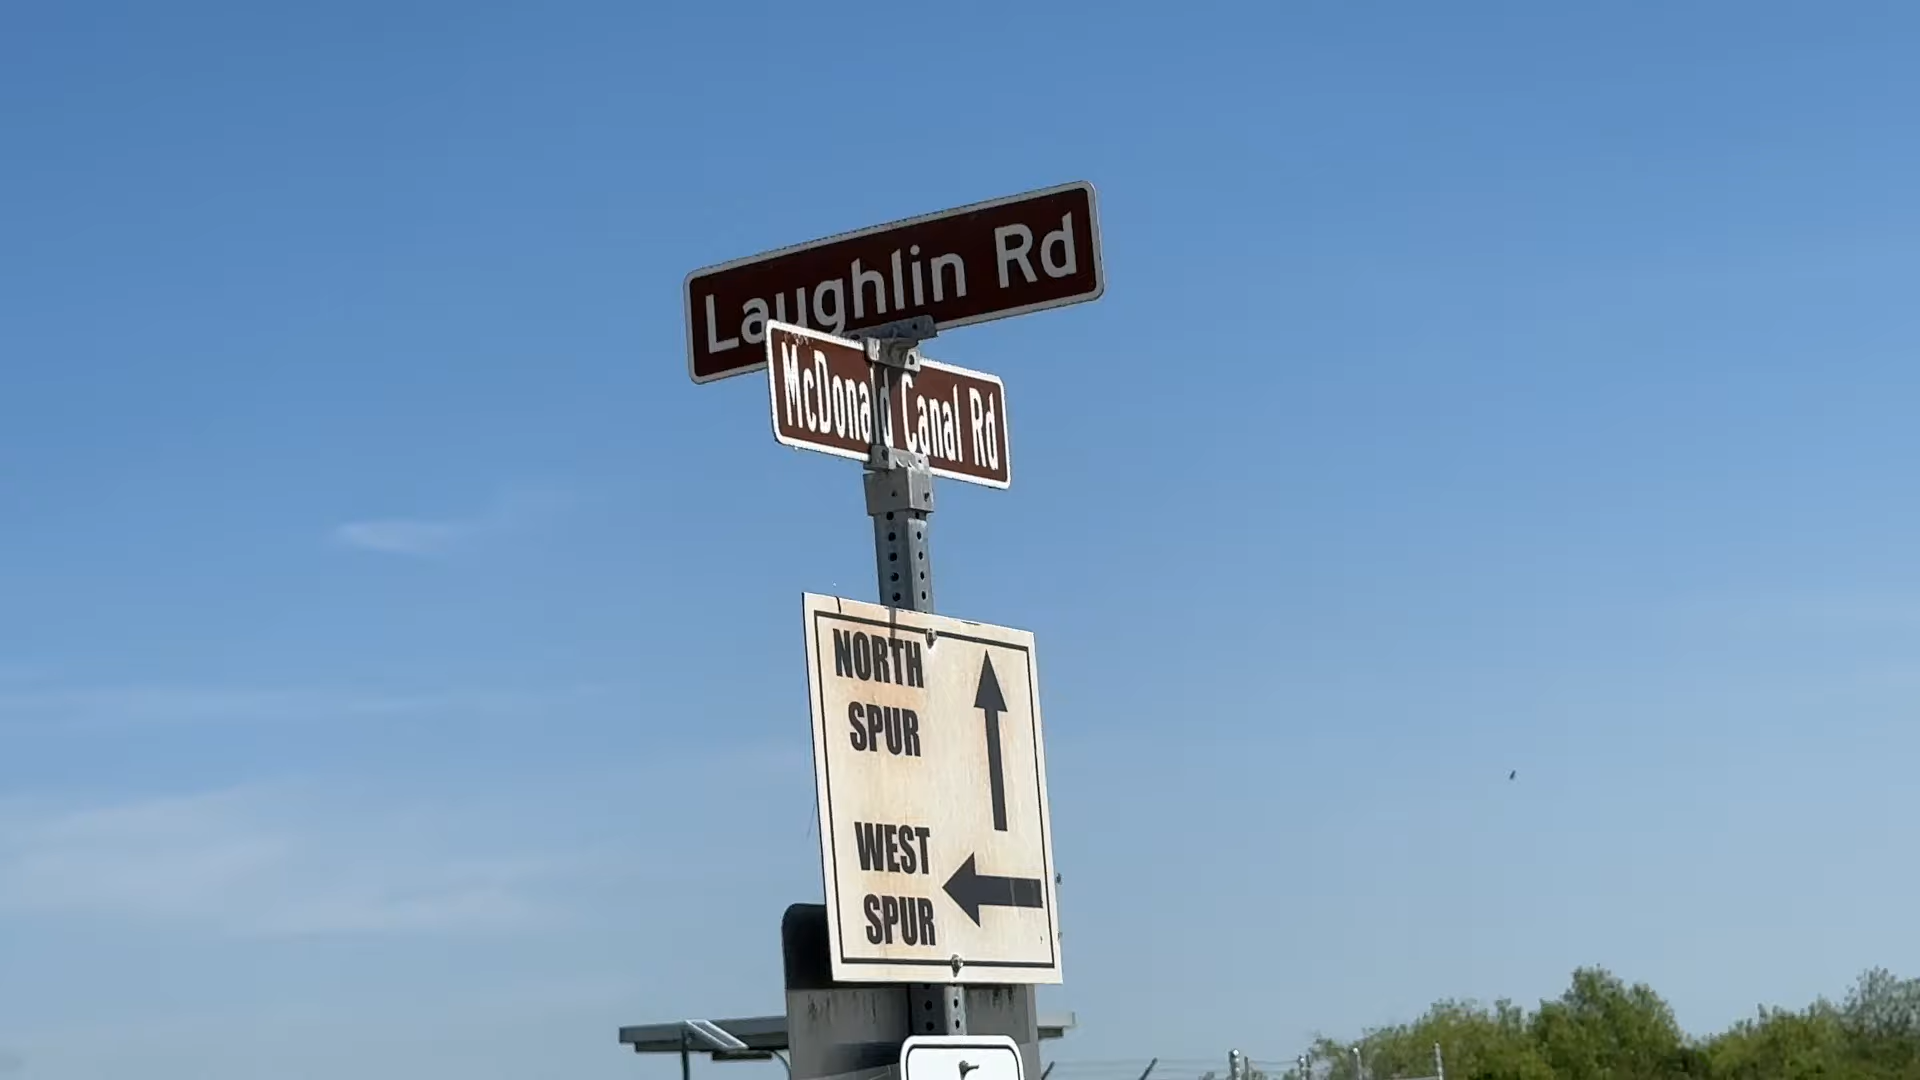 Laughlin Rd
McDonald Canal Rd
NORTH
SPUR
WEST
SPUR